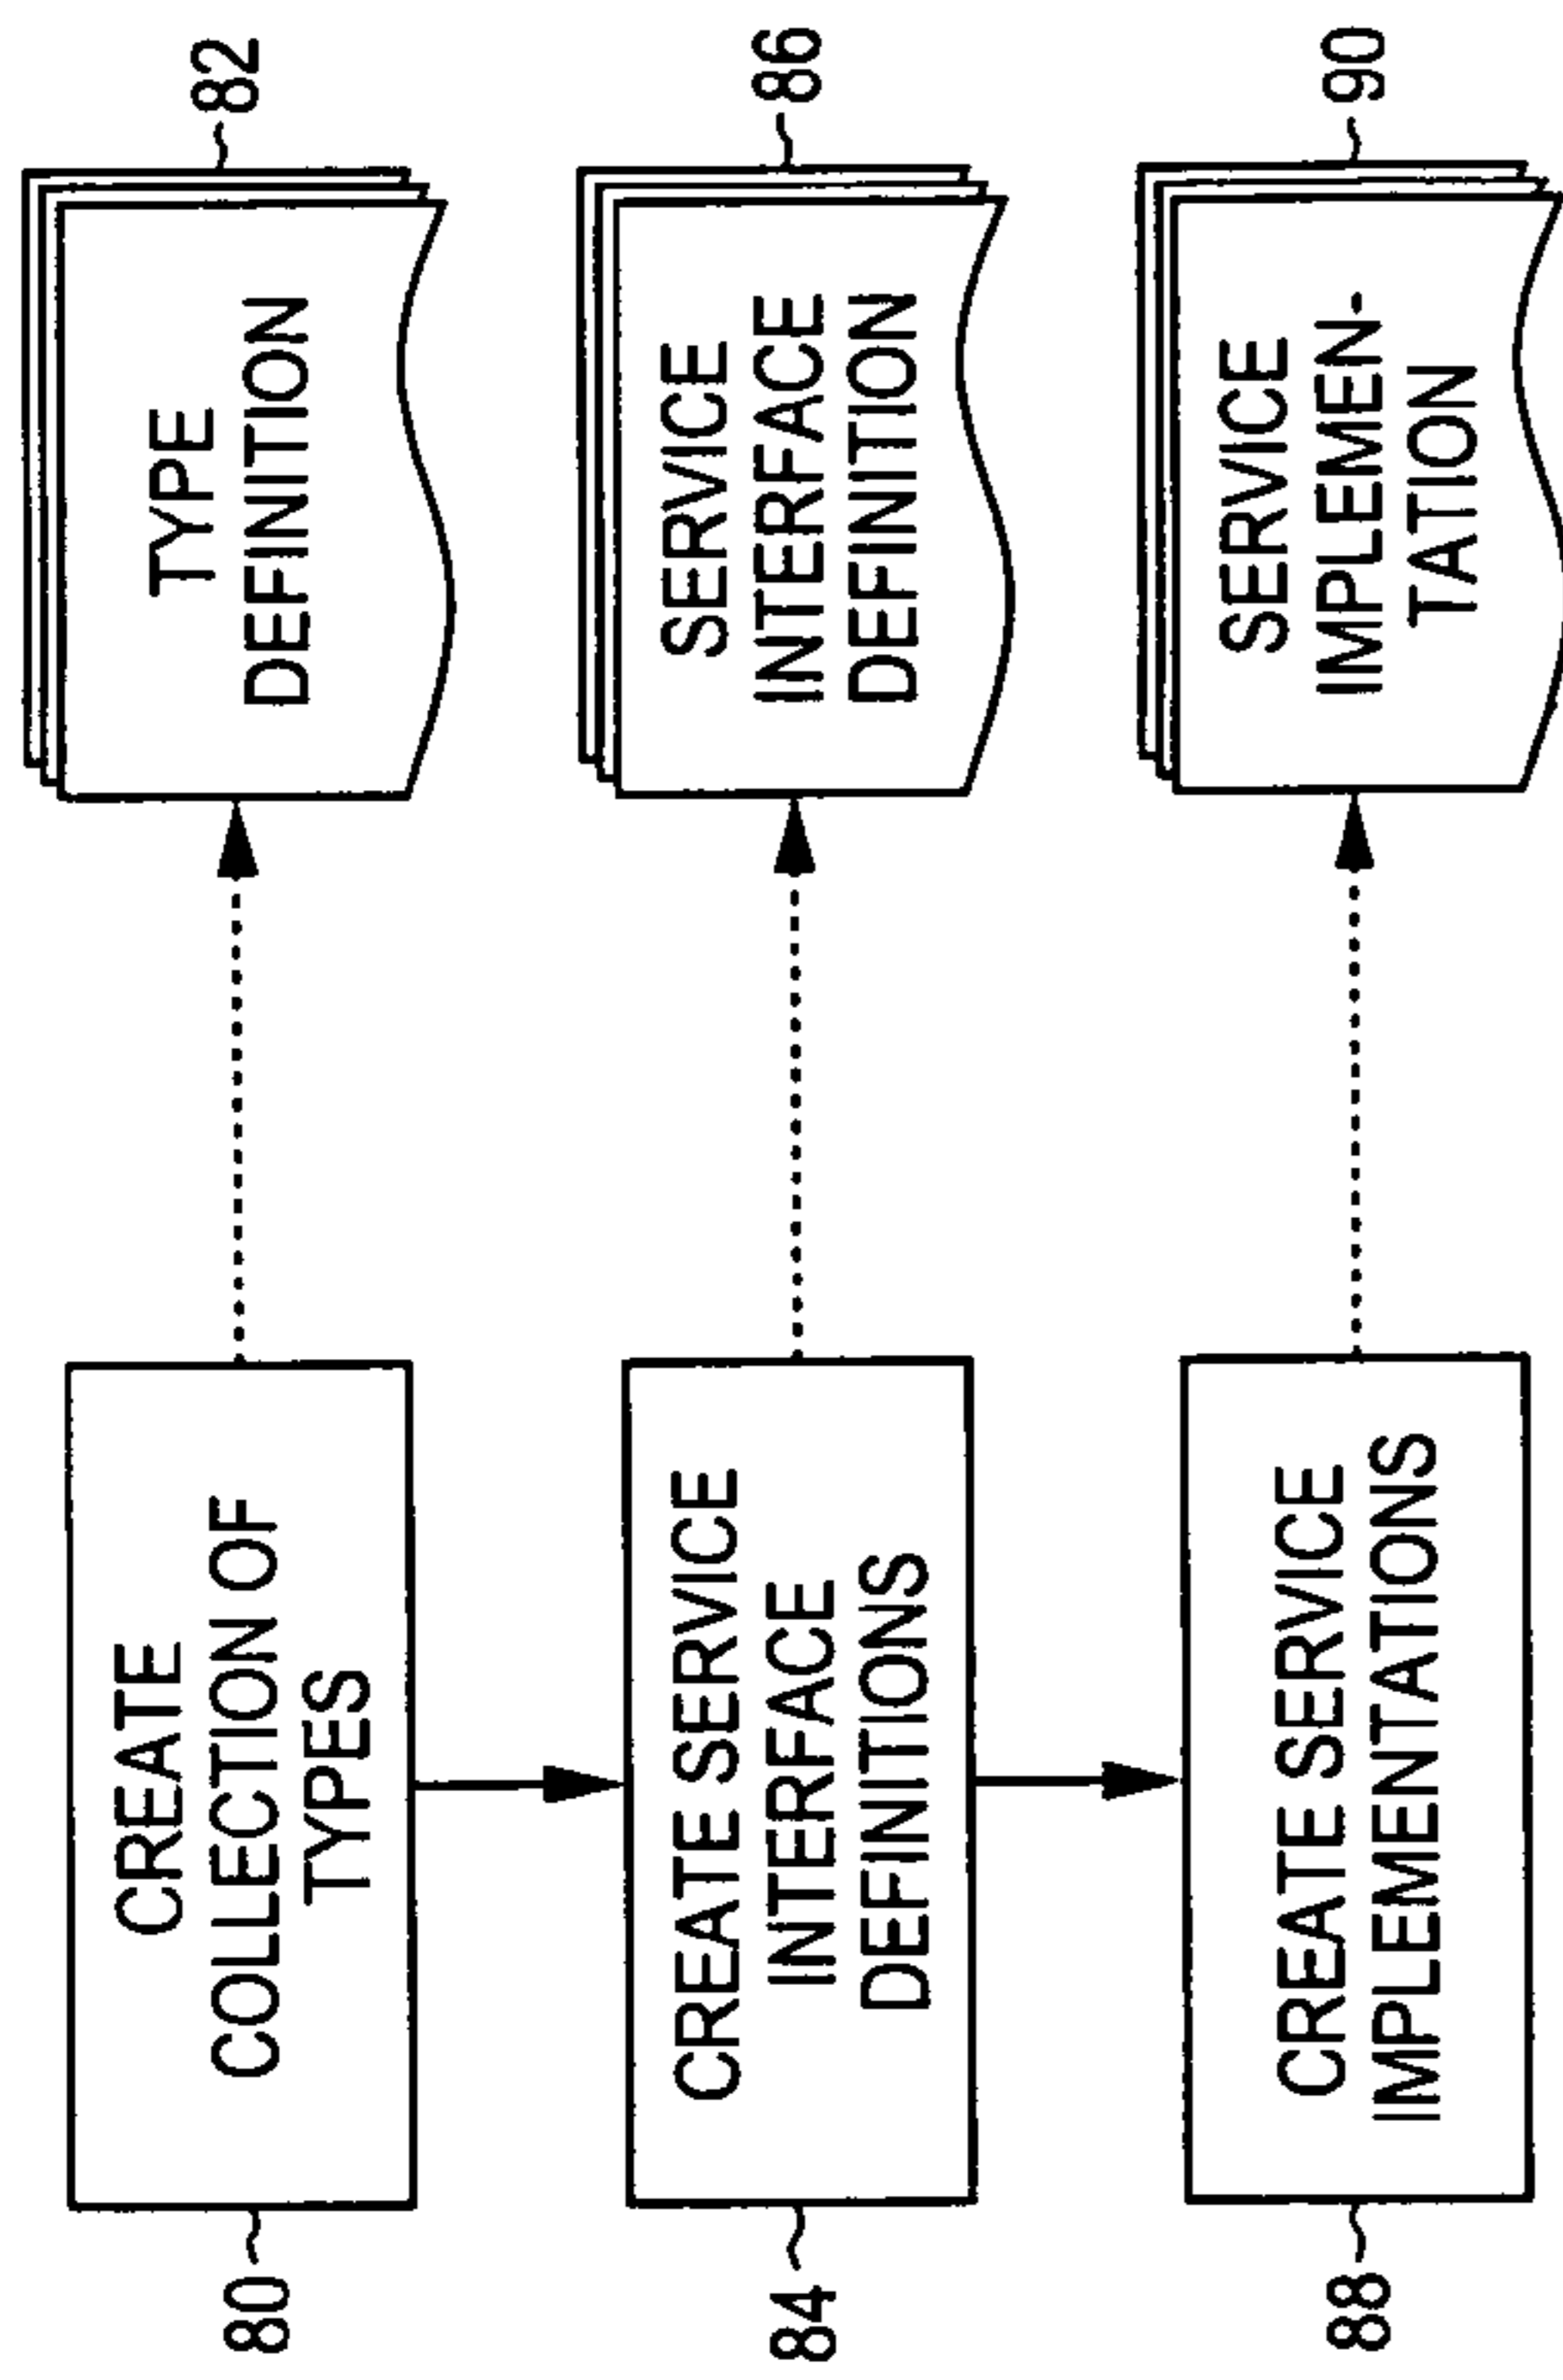 80
CREATE
COLLECTION OF
TYPES
TYPE
DEFINITION
82
84
CREATE SERVICE
INTERFACE
DEFINITIONS
SERVICE
INTERFACE
DEFINITION
86
88
CREATE SERVICE
IMPLEMENTATIONS
SERVICE
IMPLEMEN-
TATION
90